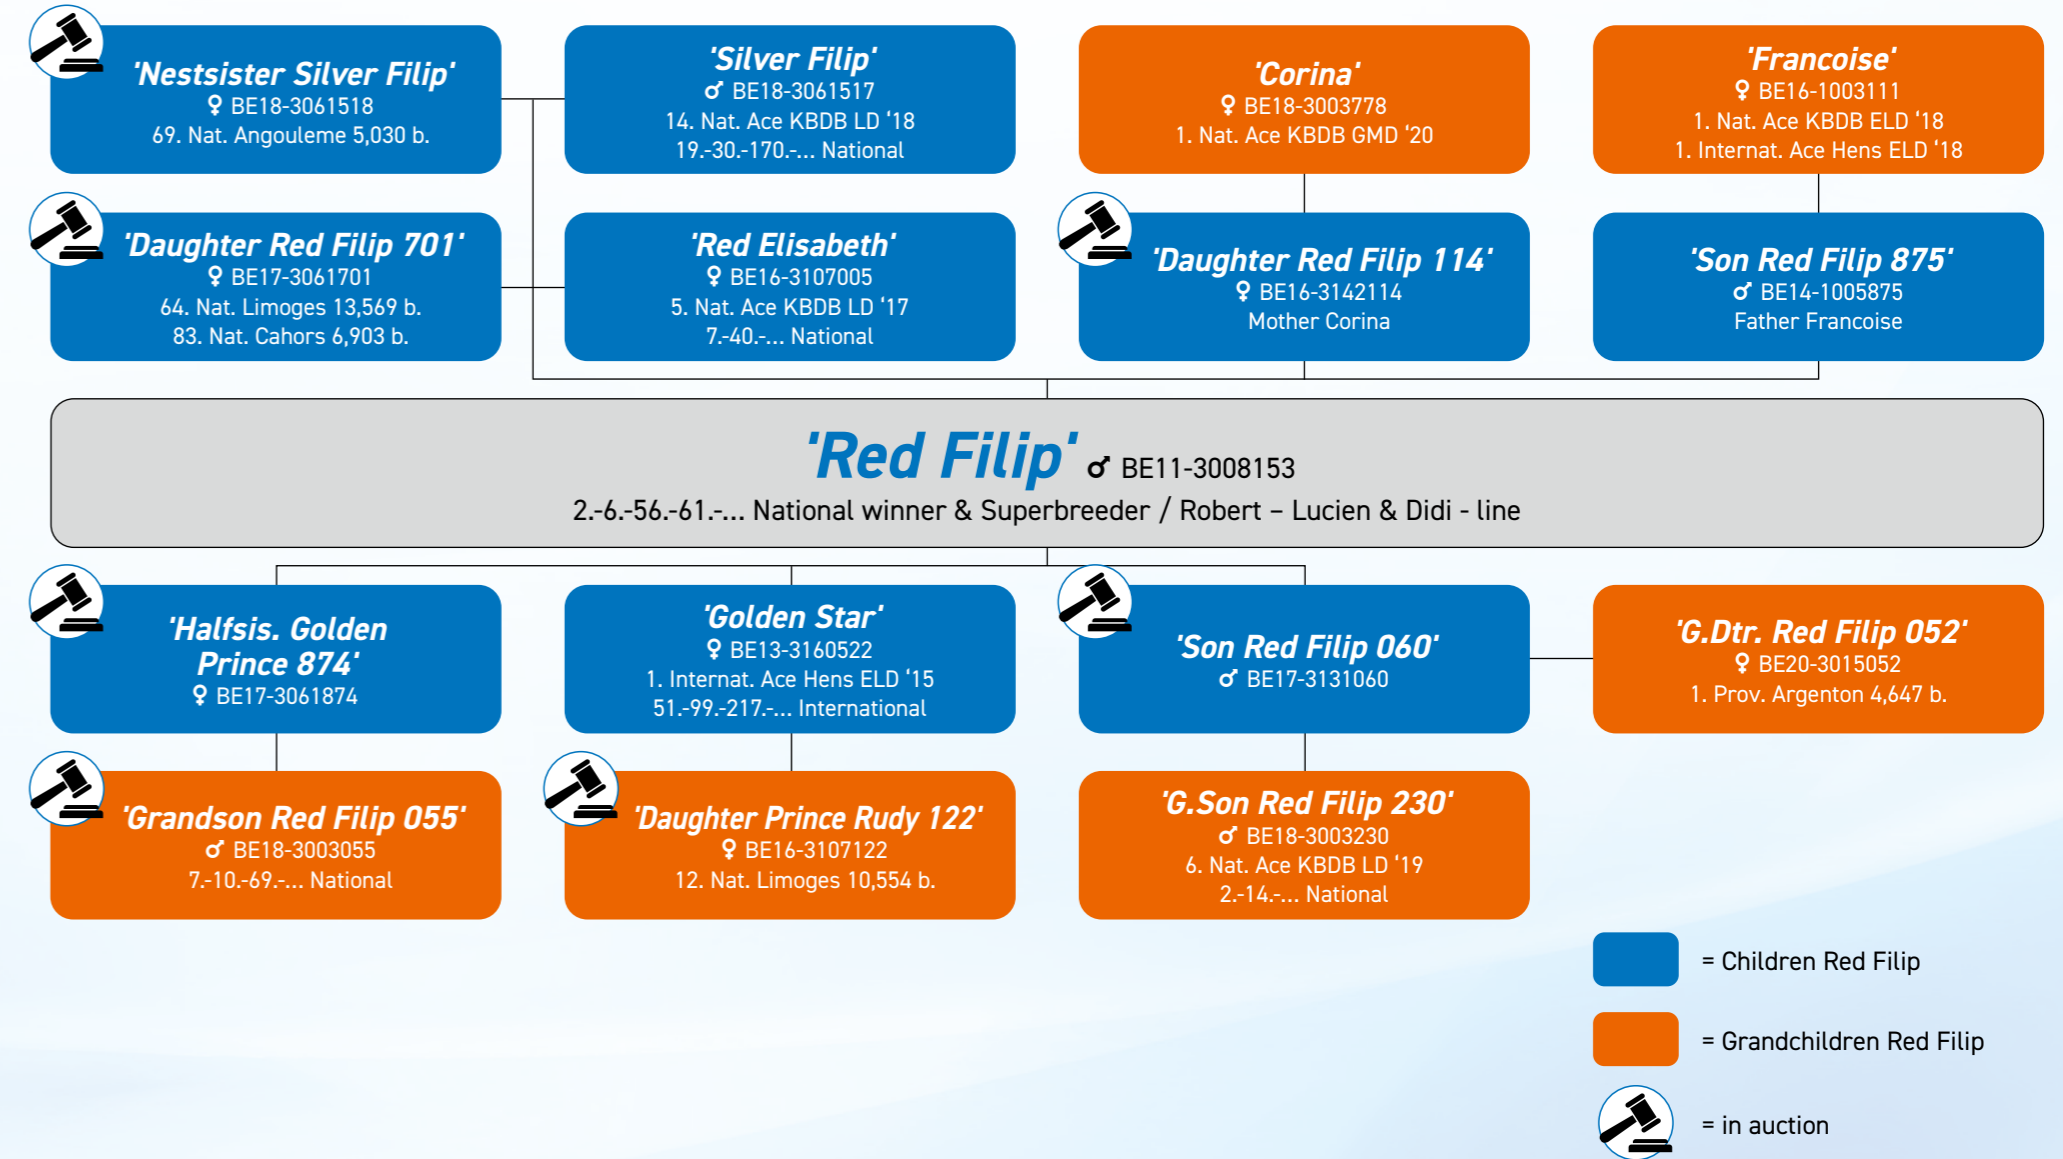 'Nestsister Silver Filip'
♀ BE18-3061518
69. Nat. Angouleme 5,030 b.
'Silver Filip'
♂ BE18-3061517
14. Nat. Ace KBDB LD ‘18
19.-30.-170.-... National
'Corina'
♀ BE18-3003778
1. Nat. Ace KBDB GMD ‘20
'Francoise'
♀ BE16-1003111
1. Nat. Ace KBDB ELD ‘18
1. Internat. Ace Hens ELD ‘18
'Daughter Red Filip 701'
♀ BE17-3061701
64. Nat. Limoges 13,569 b.
83. Nat. Cahors 6,903 b.
'Red Elisabeth'
♀ BE16-3107005
5. Nat. Ace KBDB LD ‘17
7.-40.-... National
'Daughter Red Filip 114'
♀ BE16-3142114
Mother Corina
'Son Red Filip 875'
♂ BE14-1005875
Father Francoise
'Red Filip' ♂ BE11-3008153
2.-6.-56.-61.-... National winner & Superbreeder / Robert – Lucien & Didi - line
'Halfsis. Golden
Prince 874'
♀ BE17-3061874
'Golden Star'
♀ BE13-3160522
1. Internat. Ace Hens ELD ‘15
51.-99.-217.-... International
'Son Red Filip 060'
♂ BE17-3131060
'G.Dtr. Red Filip 052'
♀ BE20-3015052
1. Prov. Argenton 4,647 b.
'Grandson Red Filip 055'
♂ BE18-3003055
7.-10.-69.-... National
'Daughter Prince Rudy 122'
♀ BE16-3107122
12. Nat. Limoges 10,554 b.
'G.Son Red Filip 230'
♂ BE18-3003230
6. Nat. Ace KBDB LD ‘19
2.-14.-... National
= Children Red Filip
= Grandchildren Red Filip
= in auction